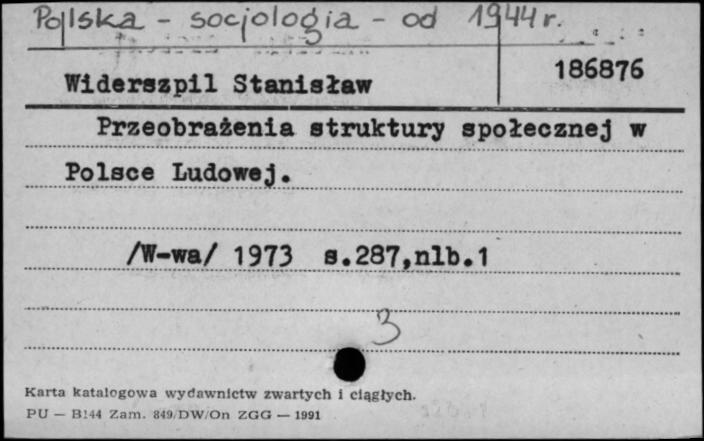 Polska - socjologia - od 1944 r.
186876
Widerszpil Stanisław
Przeobrażenia struktury społecznej w
Polsce Ludowej.
/W-wa/ 1973 s.287,nlb.1
3
Karta katalogowa wydawnictw zwartych i ciągłych.
PU — B144 Zam. 849/DW/On ZGG — 1991